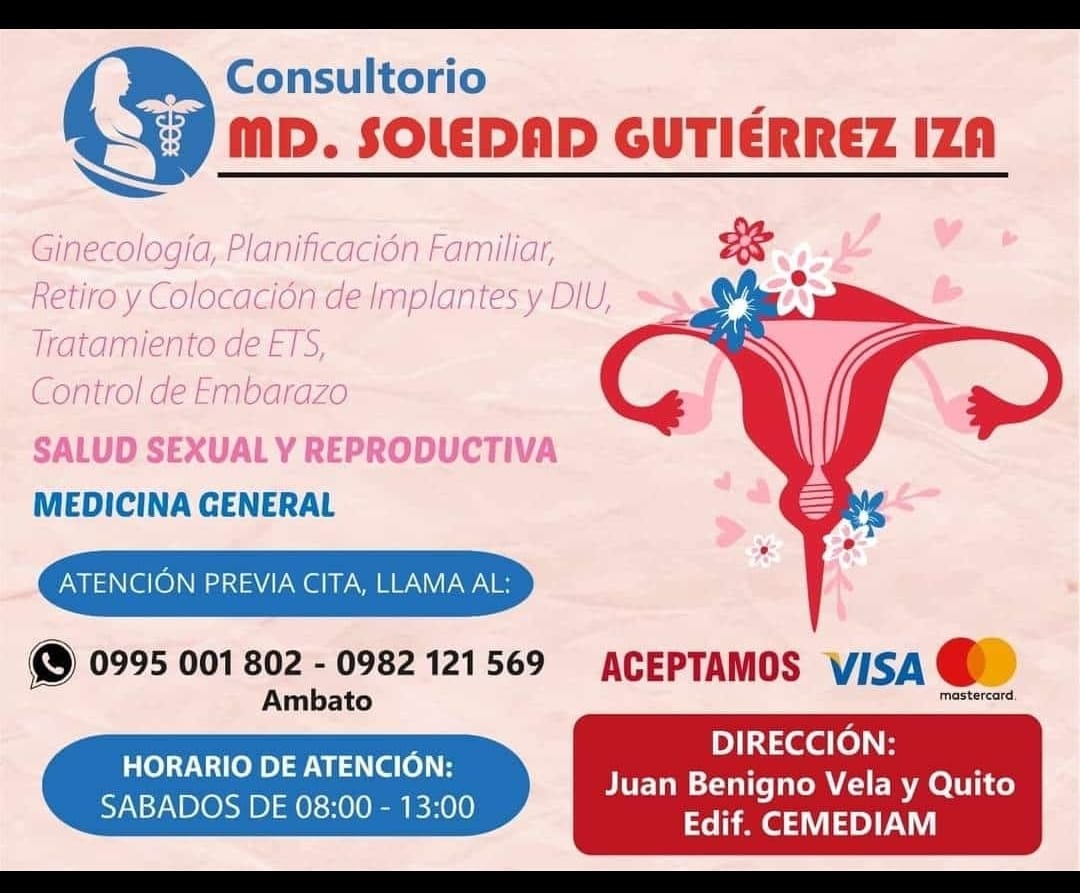 Consultorio
MD. SOLEDAD GUTIÉRREZ IZA
Ginecología, Planificación Familiar,
Retiro y Colocación de Implantes y DIU,
Tratamiento de ETS,
Control de Embarazo
SALUD SEXUAL Y REPRODUCTIVA
MEDICINA GENERAL
ATENCIÓN PREVIA CITA, LLAMA AL:
0995 001 802 - 0982 121 569
Ambato
HORARIO DE ATENCIÓN:
SABADOS DE 08:00 - 13:00
ACEPTAMOS VISA
mastercard.
DIRECCIÓN:
Juan Benigno Vela y Quito
Edif. CEMEDIAM